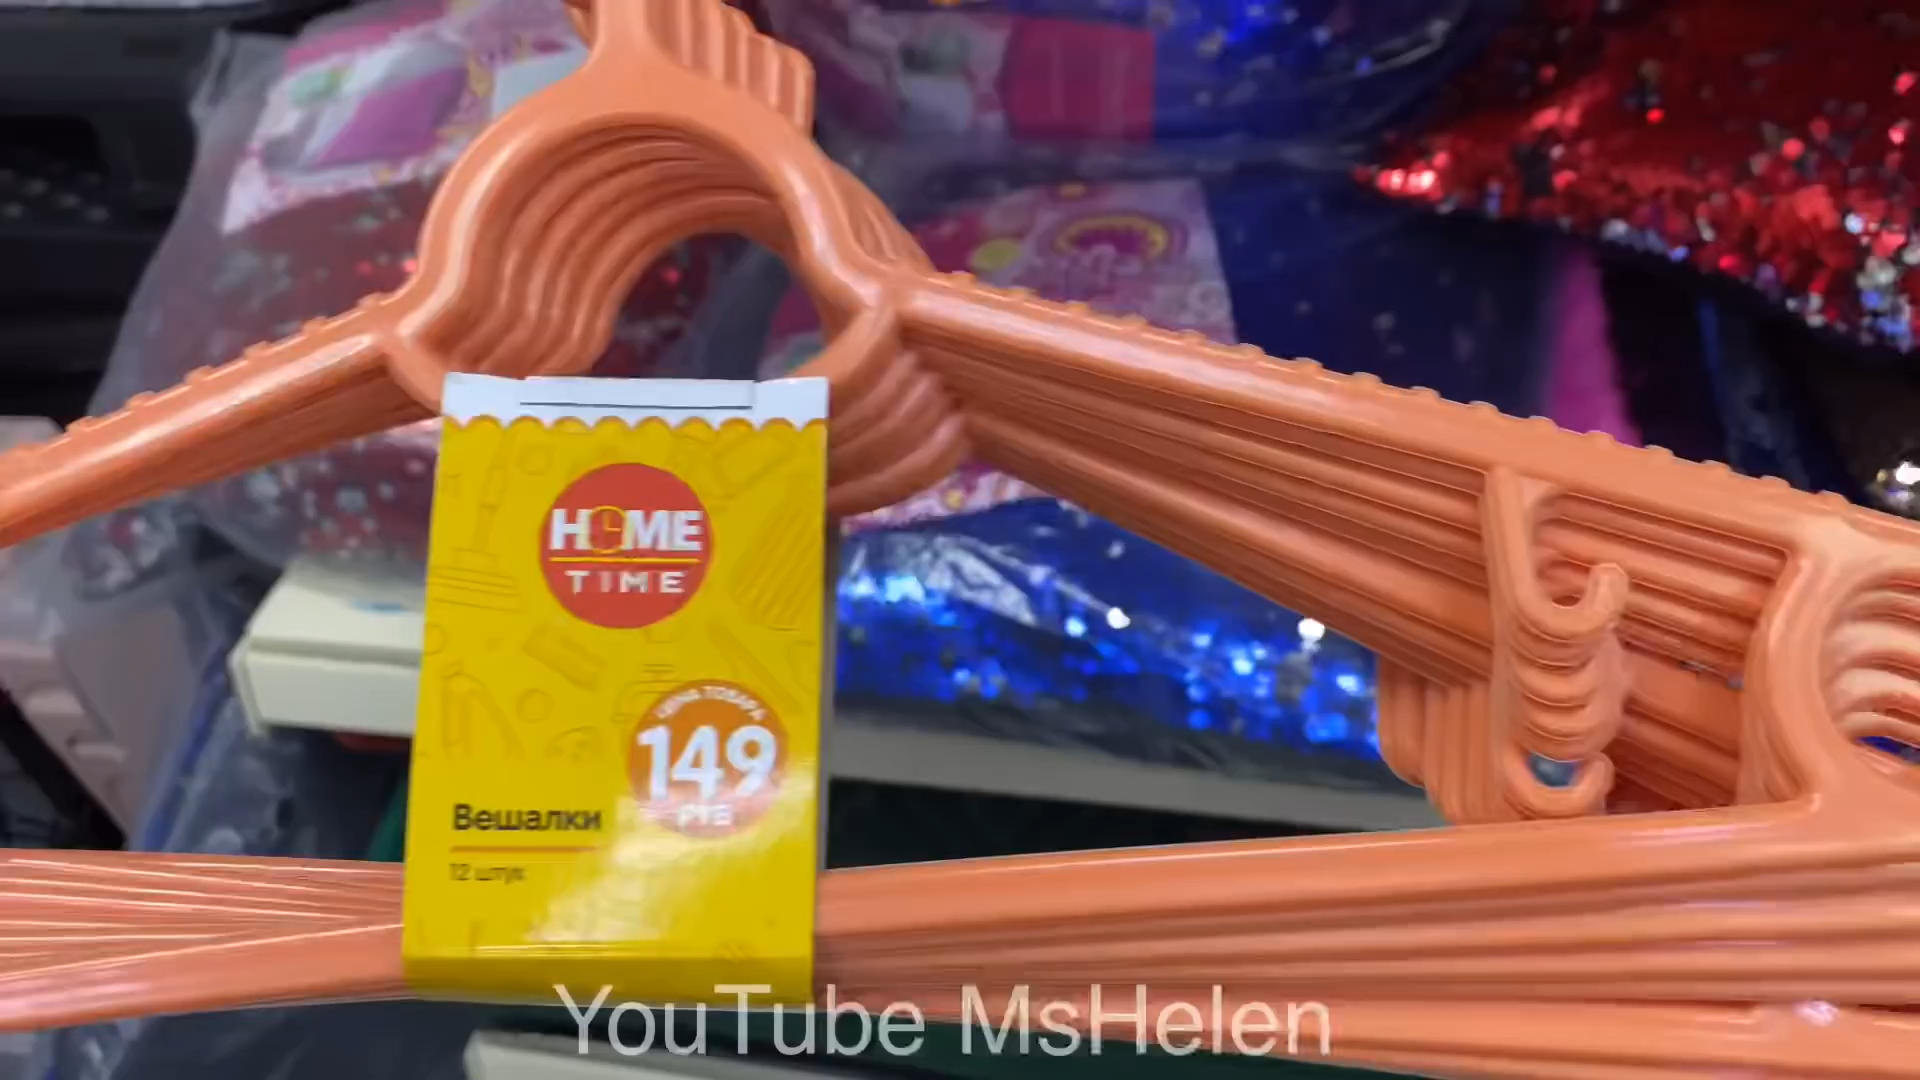 HOME
TIME
ЦЕНА ТОВАРА
149
РУБ
Вешалки
12 штук
YouTube MsHelen